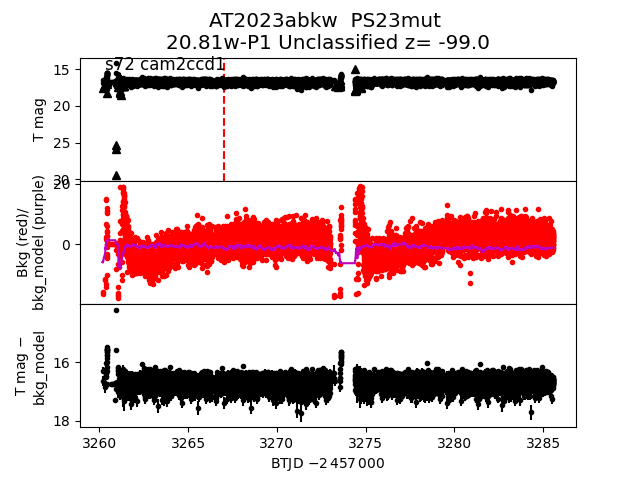 AT2023abkw  PS23mut
20.81w-P1 Unclassified z= -99.0
s72 cam2ccd1
15
20
25
30
T mag
20
0
Bkg (red)/
bkg_model (purple)
16
18
T mag −
bkg_model
3260
3265
3270
3275
3280
3285
BTJD −2 457 000